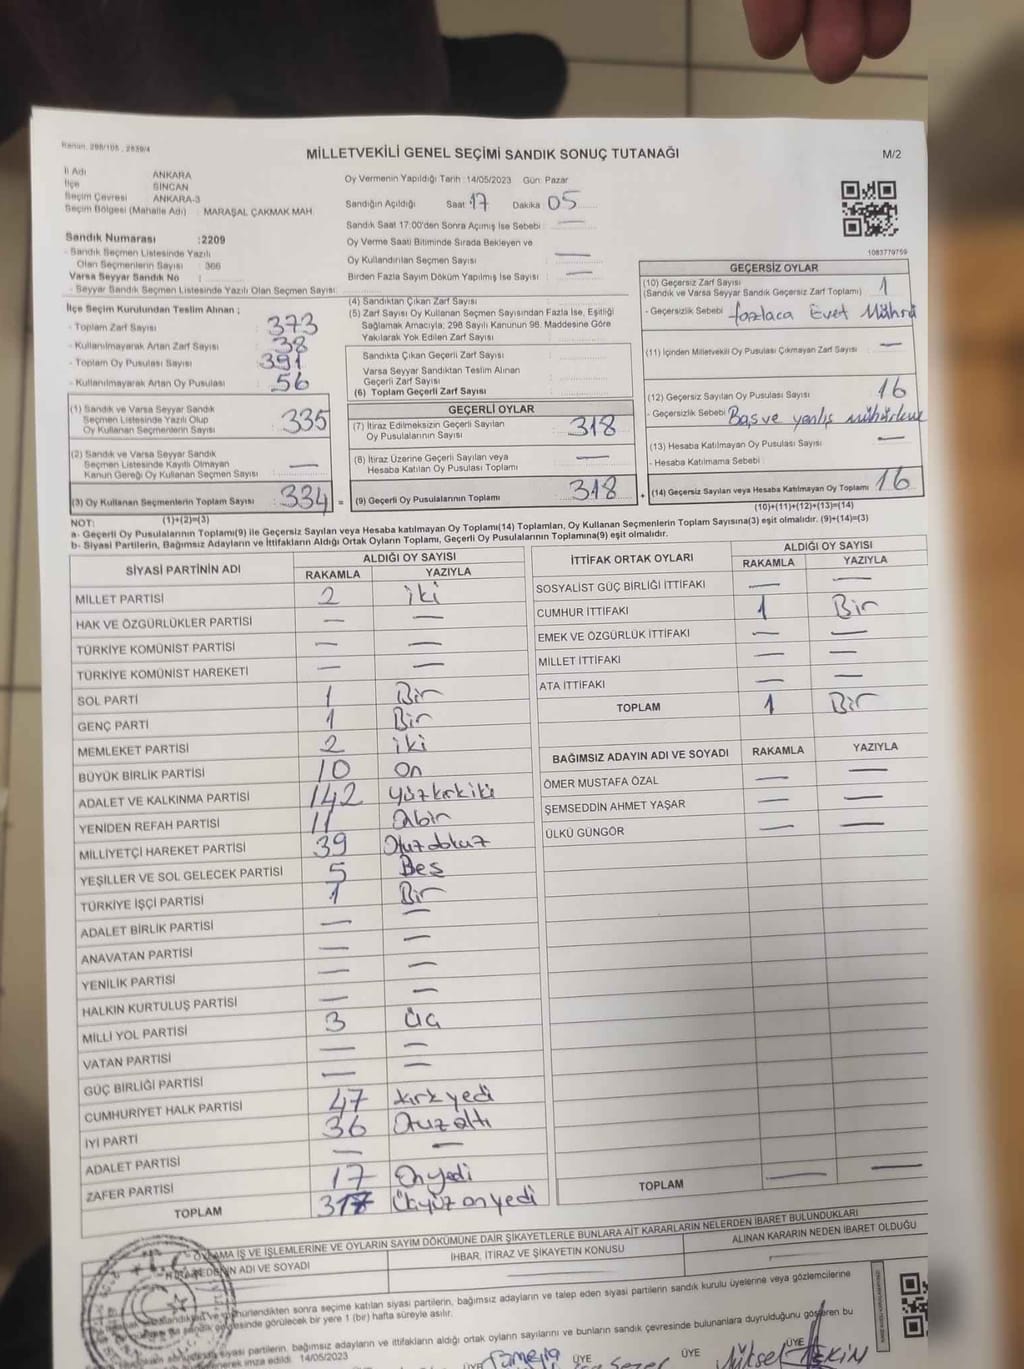 Kanun. 298/105 , 2839/4
MİLLETVEKİLİ GENEL SEÇİMİ SANDIK SONUÇ TUTANAĞI
M/2
İl Adı ANKARA
İlçe SİNCAN
Seçim Çevresi ANKARA-3
Seçim Bölgesi (Mahalle Adı) : MARAŞAL ÇAKMAK MAH.
Sandık Numarası :2209
- Sandık Seçmen Listesinde Yazılı
Olan Seçmenlerin Sayısı : 366
Varsa Seyyar Sandık No :
- Seyyar Sandık Seçmen Listesinde Yazılı Olan Seçmen Sayısı:
Oy Vermenin Yapıldığı Tarih : 14/05/2023 Gün: Pazar
Sandığın Açıldığı Saat 17 Dakika 05
Sandık Saat 17:00'den Sonra Açımış İse Sebebi : —
Oy Verme Saati Bitiminde Sırada Bekleyen ve
Oy Kullandırılan Seçmen Sayısı : —
Birden Fazla Sayım Döküm Yapılmış İse Sayısı : —
1083779759
İlçe Seçim Kurulundan Teslim Alınan ;
- Toplam Zarf Sayısı : 373
- Kullanılmayarak Artan Zarf Sayısı : 38
- Toplam Oy Pusulası Sayısı : 391
- Kullanılmayarak Artan Oy Pusulası : 56
(1) Sandık ve Varsa Seyyar Sandık
Seçmen Listesinde Yazılı Olup
Oy Kullanan Seçmenlerin Sayısı : 335
(2) Sandık ve Varsa Seyyar Sandık
Seçmen Listesinde Kayıtlı Olmayan
Kanun Gereği Oy Kullanan Seçmen Sayısı : —
(3) Oy Kullanan Seçmenlerin Toplam Sayısı : 334 =
(1)+(2)=(3)
(4) Sandıktan Çıkan Zarf Sayısı :
(5) Zarf Sayısı Oy Kullanan Seçmen Sayısından Fazla İse, Eşitliği
Sağlamak Amacıyla; 298 Sayılı Kanunun 98. Maddesine Göre
Yakılarak Yok Edilen Zarf Sayısı :
Sandıkta Çıkan Geçerli Zarf Sayısı :
Varsa Seyyar Sandıktan Teslim Alınan
Geçerli Zarf Sayısı :
(6) Toplam Geçerli Zarf Sayısı :
GEÇERLİ OYLAR
(7) İtiraz Edilmeksizin Geçerli Sayılan
Oy Pusulalarının Sayısı : 318
(8) İtiraz Üzerine Geçerli Sayılan veya
Hesaba Katılan Oy Pusulası Toplamı : —
(9) Geçerli Oy Pusulalarının Toplamı : 318 +
GEÇERSİZ OYLAR
(10) Geçersiz Zarf Sayısı : 1
(Sandık ve Varsa Seyyar Sandık Geçersiz Zarf Toplamı)
- Geçersizlik Sebebi : fazlaca Evet Mührü
(11) İçinden Milletvekili Oy Pusulası Çıkmayan Zarf Sayısı : —
(12) Geçersiz Sayılan Oy Pusulası Sayısı : 16
- Geçersizlik Sebebi : Boş ve yanlış mühürleme
(13) Hesaba Katılmayan Oy Pusulası Sayısı : —
- Hesaba Katılmama Sebebi :
(14) Geçersiz Sayılan veya Hesaba Katılmayan Oy Toplamı : 16
(10)+(11)+(12)+(13)=(14)
NOT:
a- Geçerli Oy Pusulalarının Toplamı(9) ile Geçersiz Sayılan veya Hesaba katılmayan Oy Toplamı(14) Toplamları, Oy Kullanan Seçmenlerin Toplam Sayısına(3) eşit olmalıdır. (9)+(14)=(3)
b- Siyasi Partilerin, Bağımsız Adayların ve İttifakların Aldığı Ortak Oyların Toplamı, Geçerli Oy Pusulalarının Toplamına(9) eşit olmalıdır.
SİYASİ PARTİNİN ADI ALDIĞI OY SAYISI
RAKAMLA YAZIYLA
MİLLET PARTİSİ 2 iki
HAK VE ÖZGÜRLÜKLER PARTİSİ — —
TÜRKİYE KOMÜNİST PARTİSİ — —
TÜRKİYE KOMÜNİST HAREKETİ — —
SOL PARTİ 1 Bir
GENÇ PARTİ 1 Bir
MEMLEKET PARTİSİ 2 iki
BÜYÜK BİRLİK PARTİSİ 10 On
ADALET VE KALKINMA PARTİSİ 142 Yüzkırkiki
YENİDEN REFAH PARTİSİ 11 Onbir
MİLLİYETÇİ HAREKET PARTİSİ 39 Otuzdokuz
YEŞİLLER VE SOL GELECEK PARTİSİ 5 Beş
TÜRKİYE İŞÇİ PARTİSİ 1 Bir
ADALET BİRLİK PARTİSİ — —
ANAVATAN PARTİSİ — —
YENİLİK PARTİSİ — —
HALKIN KURTULUŞ PARTİSİ — —
MİLLİ YOL PARTİSİ 3 üç
VATAN PARTİSİ — —
GÜÇ BİRLİĞİ PARTİSİ — —
CUMHURİYET HALK PARTİSİ 47 kırkyedi
İYİ PARTİ 36 Otuzaltı
ADALET PARTİSİ — —
ZAFER PARTİSİ 17 Onyedi
TOPLAM 317 Üçyüzonyedi
İTTİFAK ORTAK OYLARI ALDIĞI OY SAYISI
RAKAMLA YAZIYLA
SOSYALİST GÜÇ BİRLİĞİ İTTİFAKI — —
CUMHUR İTTİFAKI 1 Bir
EMEK VE ÖZGÜRLÜK İTTİFAKI — —
MİLLET İTTİFAKI — —
ATA İTTİFAKI — —
TOPLAM 1 Bir
BAĞIMSIZ ADAYIN ADI VE SOYADI RAKAMLA YAZIYLA
ÖMER MUSTAFA ÖZAL — —
ŞEMSEDDİN AHMET YAŞAR — —
ÜLKÜ GÜNGÖR — —
TOPLAM — —
OYLAMA İŞ VE İŞLEMLERİNE VE OYLARIN SAYIM DÖKÜMÜNE DAİR ŞİKAYETLERLE BUNLARA AİT KARARLARIN NELERDEN İBARET BULUNDUKLARI
ADI VE SOYADI İHBAR, İTİRAZ VE ŞİKAYETİN KONUSU ALINAN KARARIN NEDEN İBARET OLDUĞU
sonra seçime katılan siyasi partilerin, bağımsız adayların ve talep eden siyasi partilerin sandık kurulu üyelerine veya gözlemcilerine
görülecek bir yere 1 (bir) hafta süreyle asılır.
siyasi partilerin, bağımsız adayların ve ittifakların aldığı ortak oyların sayılarını ve bunların sandık çevresinde bulunanlara duyurulduğunu gösteren bu
imza edildi. 14/05/2023
ÜYE ÜYE ÜYE Yüksel ÜYE